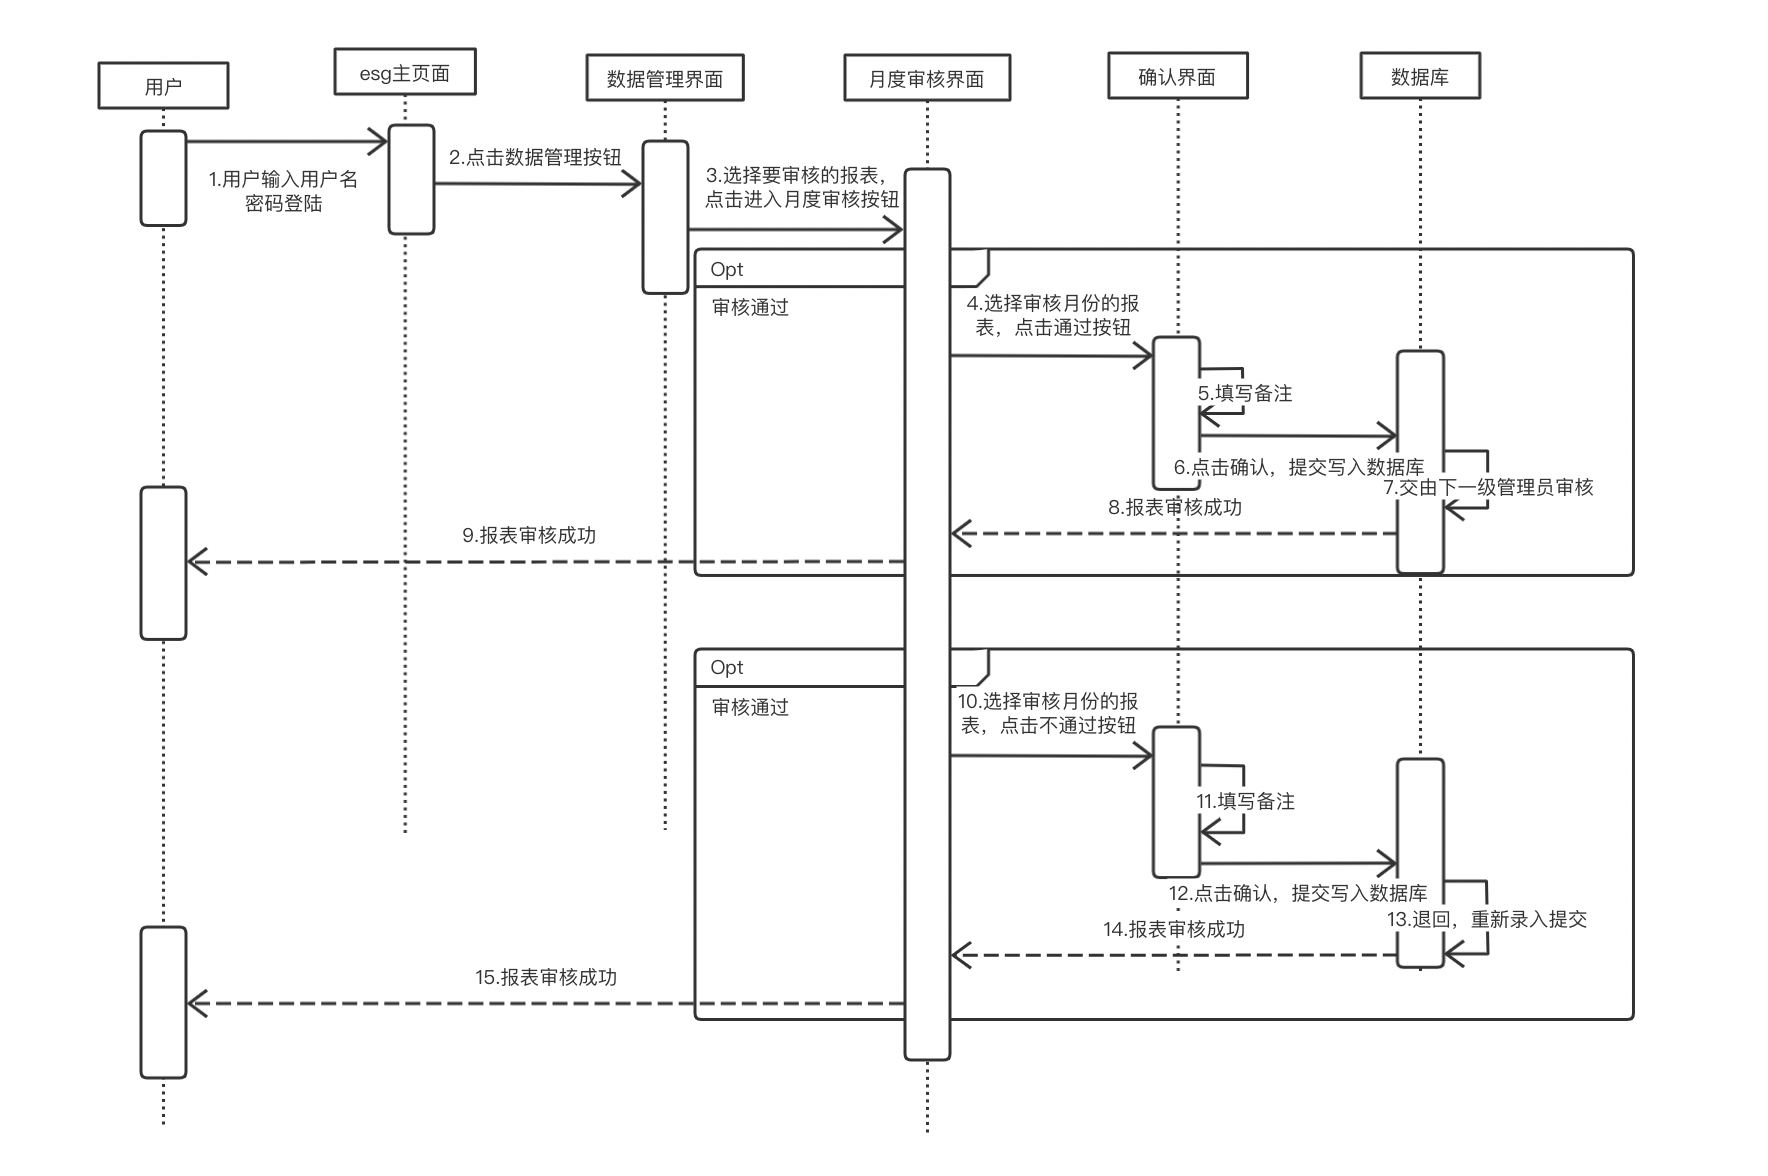 用户
esg主页面
数据管理界面
月度审核界面
确认界面
数据库
1.用户输入用户名
密码登陆
2.点击数据管理按钮
3.选择要审核的报表，
点击进入月度审核按钮
Opt
审核通过
4.选择审核月份的报
表，点击通过按钮
5.填写备注
6.点击确认，提交写入数据库
7.交由下一级管理员审核
8.报表审核成功
9.报表审核成功
Opt
审核通过
10.选择审核月份的报
表，点击不通过按钮
11.填写备注
12.点击确认，提交写入数据库
13.退回，重新录入提交
14.报表审核成功
15.报表审核成功